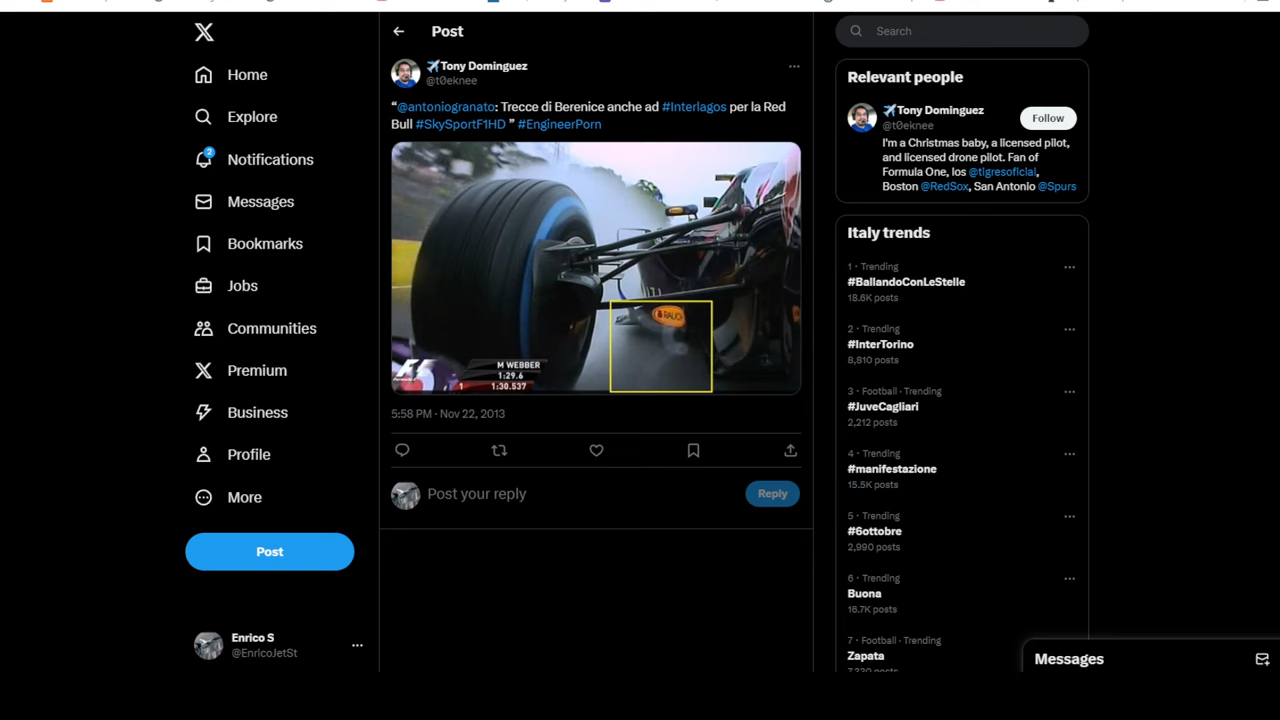 Post
✈️Tony Dominguez
@t0eknee
“@antoniogranato: Trecce di Berenice anche ad #Interlagos per la Red
Bull #SkySportF1HD ” #EngineerPorn
RAUCH
F1
M WEBBER
1:29.6
1 1:30.537
5:58 PM · Nov 22, 2013
Post your reply
Reply
Home
Explore
2
Notifications
Messages
Bookmarks
Jobs
Communities
Premium
Business
Profile
More
Post
Enrico S
@EnricoJetSt
Search
Relevant people
✈️Tony Dominguez
@t0eknee
Follow
I'm a Christmas baby, a licensed pilot,
and licensed drone pilot. Fan of
Formula One, los @tigresoficial,
Boston @RedSox, San Antonio @Spurs
Italy trends
1 · Trending
#BallandoConLeStelle
18.6K posts
2 · Trending
#InterTorino
8,810 posts
3 · Football · Trending
#JuveCagliari
2,212 posts
4 · Trending
#manifestazione
15.5K posts
5 · Trending
#6ottobre
2,990 posts
6 · Trending
Buona
16.7K posts
7 · Football · Trending
Zapata
Messages